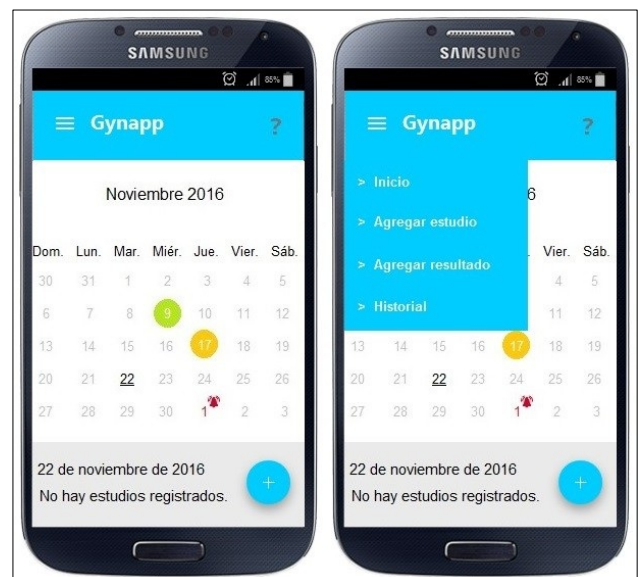 SAMSUNG
85%
Gynapp ?
Noviembre 2016
Dom. Lun. Mar. Miér. Jue. Vier. Sáb.
30 31 1 2 3 4 5
6 7 8 9 10 11 12
13 14 15 16 17 18 19
20 21 22 23 24 25 26
27 28 29 30 1 2 3
22 de noviembre de 2016
No hay estudios registrados.
+
SAMSUNG
85%
Gynapp ?
> Inicio
> Agregar estudio
> Agregar resultado
> Historial
6
. Vier. Sáb.
4 5
11 12
13 14 15 16 17 18 19
20 21 22 23 24 25 26
27 28 29 30 1 2 3
22 de noviembre de 2016
No hay estudios registrados.
+